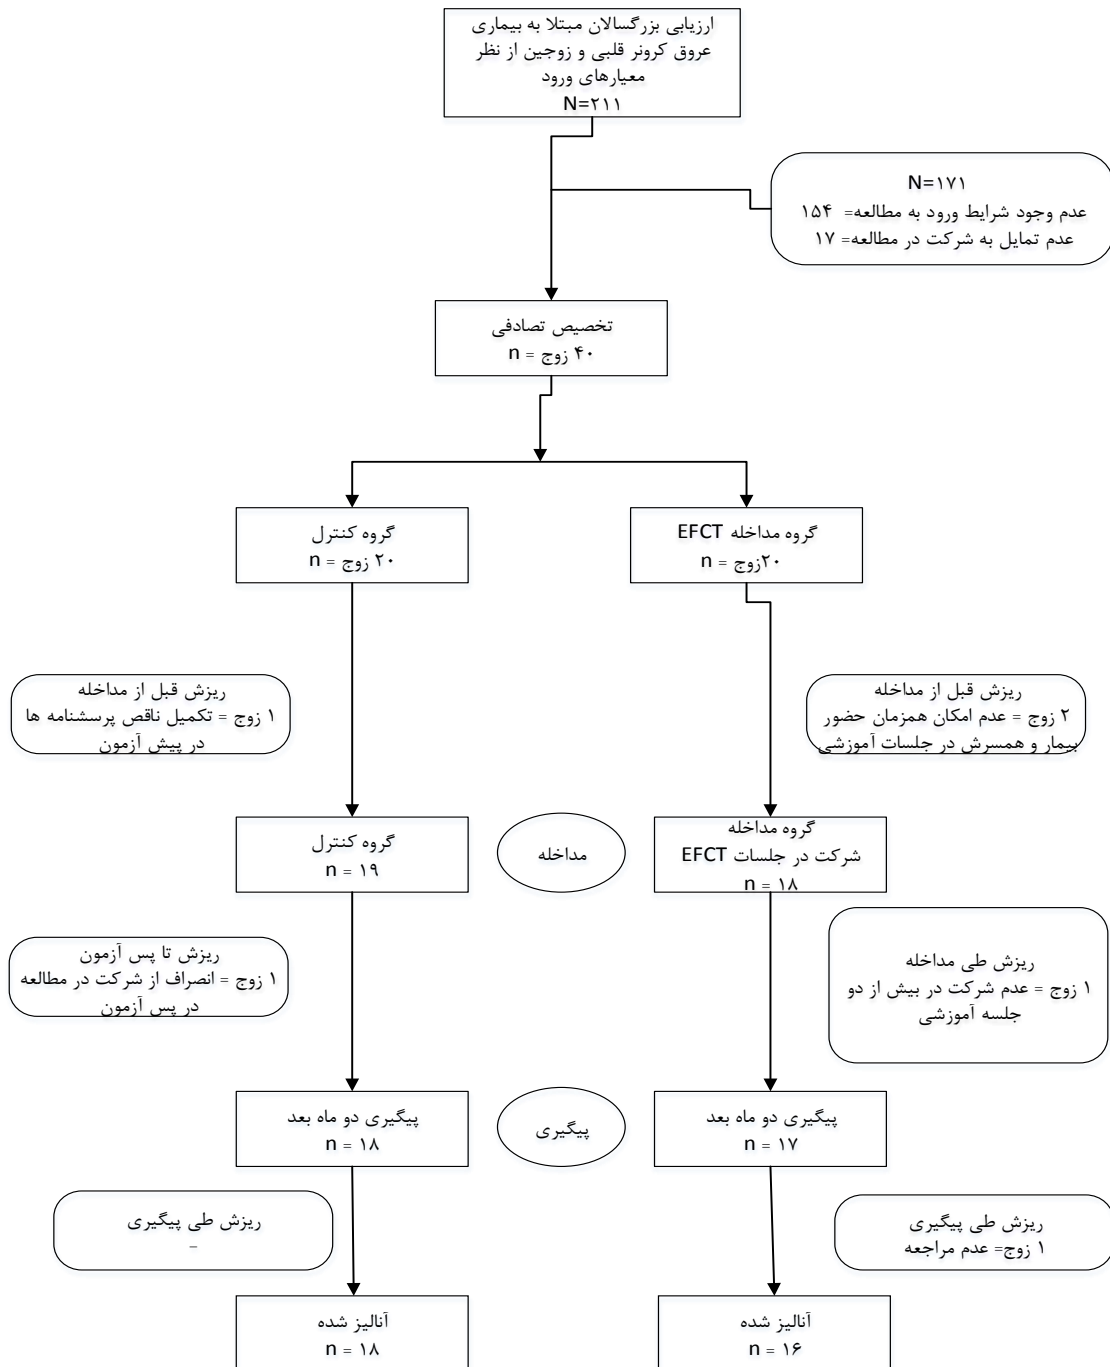 ارزیابی بزرگسالان مبتلا به بیماری
عروق کرونر قلبی و زوجین از نظر
معیارهای ورود
N=۲۱۱
N=۱۷۱
عدم وجود شرایط ورود به مطالعه= ۱۵۴
عدم تمایل به شرکت در مطالعه= ۱۷
تخصیص تصادفی
n = ۴۰ زوج
گروه مداخله EFCT
n = ۲۰زوج
گروه کنترل
n = ۲۰ زوج
ریزش قبل از مداخله
۲ زوج = عدم امکان همزمان حضور
بیمار و همسرش در جلسات آموزشی
ریزش قبل از مداخله
۱ زوج = تکمیل ناقص پرسشنامه ها
در پیش آزمون
گروه مداخله
شرکت در جلسات EFCT
n = ۱۸
مداخله
گروه کنترل
n = ۱۹
ریزش طی مداخله
۱ زوج = عدم شرکت در بیش از دو
جلسه آموزشی
ریزش تا پس آزمون
۱ زوج = انصراف از شرکت در مطالعه
در پس آزمون
پیگیری دو ماه بعد
n = ۱۷
پیگیری
پیگیری دو ماه بعد
n = ۱۸
ریزش طی پیگیری
۱ زوج= عدم مراجعه
ریزش طی پیگیری
-
آنالیز شده
n = ۱۶
آنالیز شده
n = ۱۸